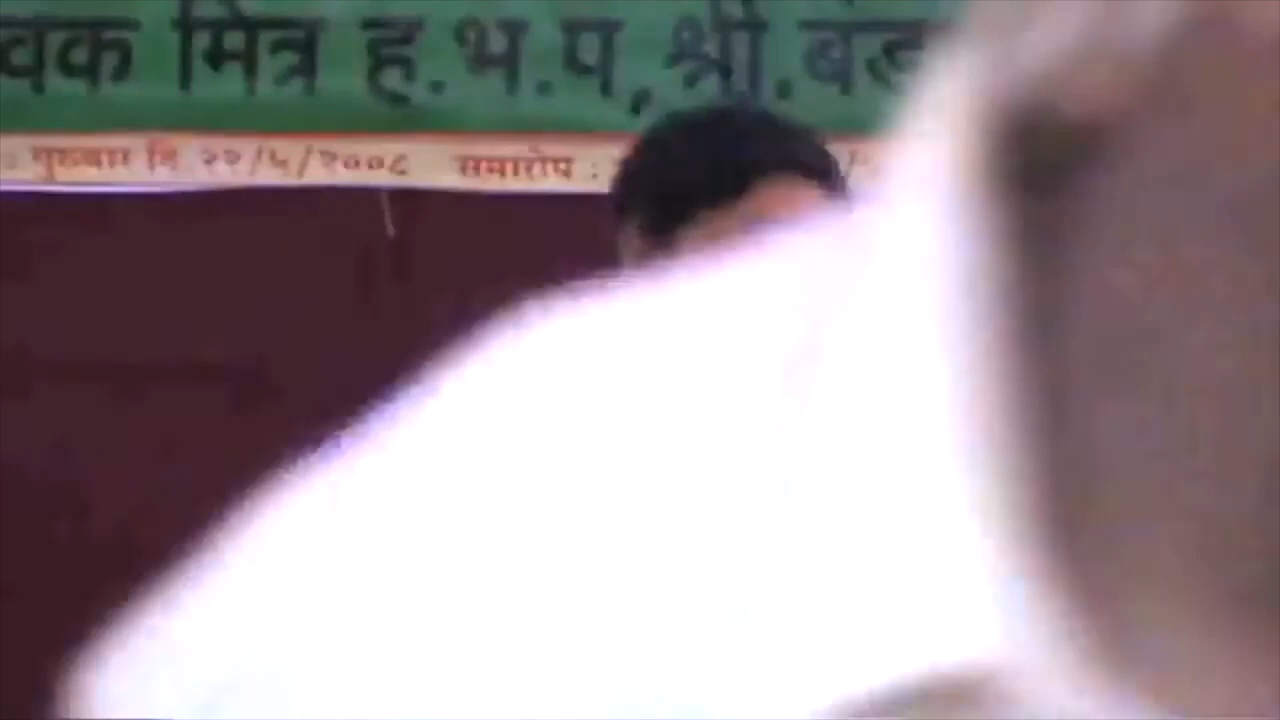 वक मित्र ह.भ.प, श्री.बंड
: गुरुवार दि २२/५/२००८ समारोप :